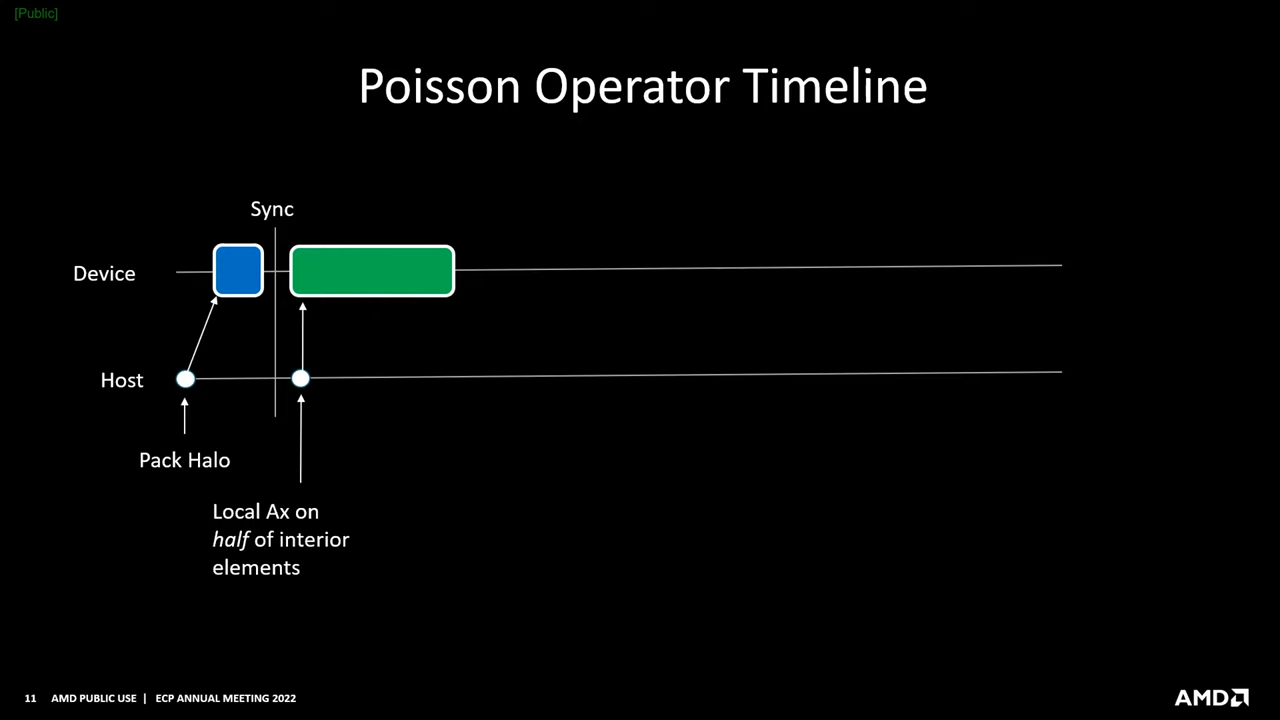 [Public]
Poisson Operator Timeline
Sync
Device
Host
Pack Halo
Local Ax on
half of interior
elements
11 AMD PUBLIC USE | ECP ANNUAL MEETING 2022
AMD